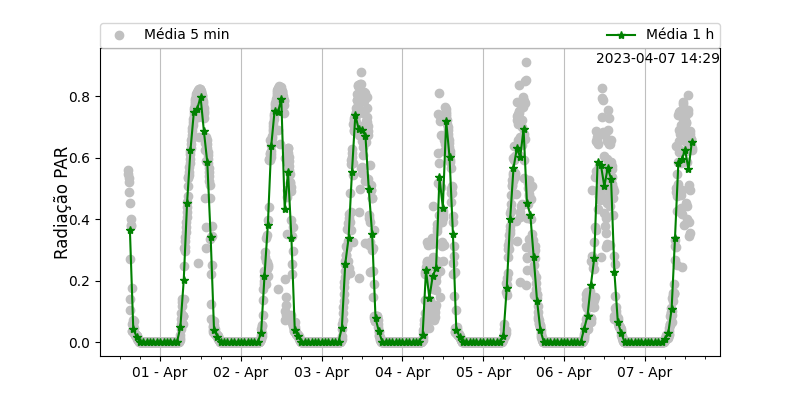 Média 5 min
Média 1 h
2023-04-07 14:29
Radiação PAR
0.8
0.6
0.4
0.2
0.0
01 - Apr
02 - Apr
03 - Apr
04 - Apr
05 - Apr
06 - Apr
07 - Apr